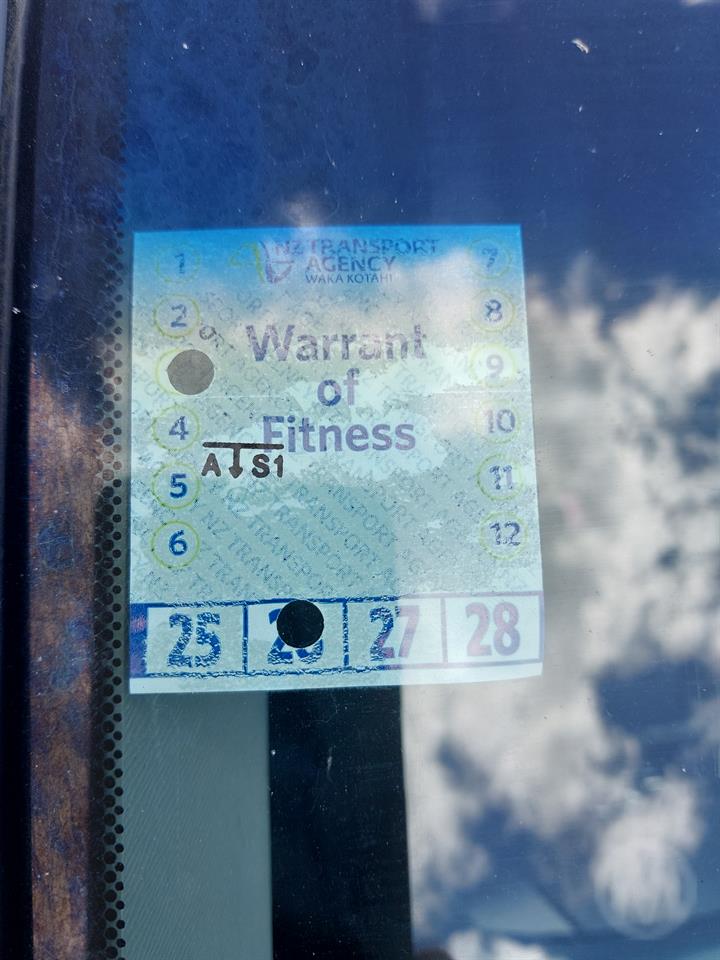 NZ TRANSPORT
AGENCY
WAKA KOTAHI
Warrant
of
Fitness
1
2
4
5
6
7
8
9
10
11
12
A S1
25
27
28